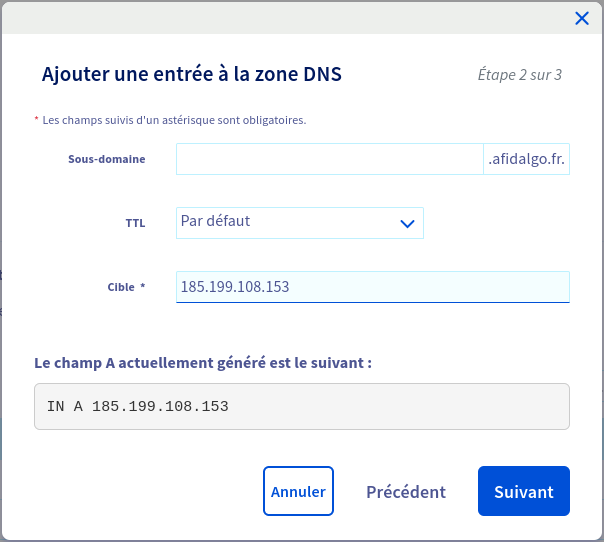 Ajouter une entrée à la zone DNS
Étape 2 sur 3
* Les champs suivis d'un astérisque sont obligatoires.
Sous-domaine
.afidalgo.fr.
TTL
Par défaut
Cible *
185.199.108.153
Le champ A actuellement généré est le suivant :
IN A 185.199.108.153
Annuler
Précédent
Suivant